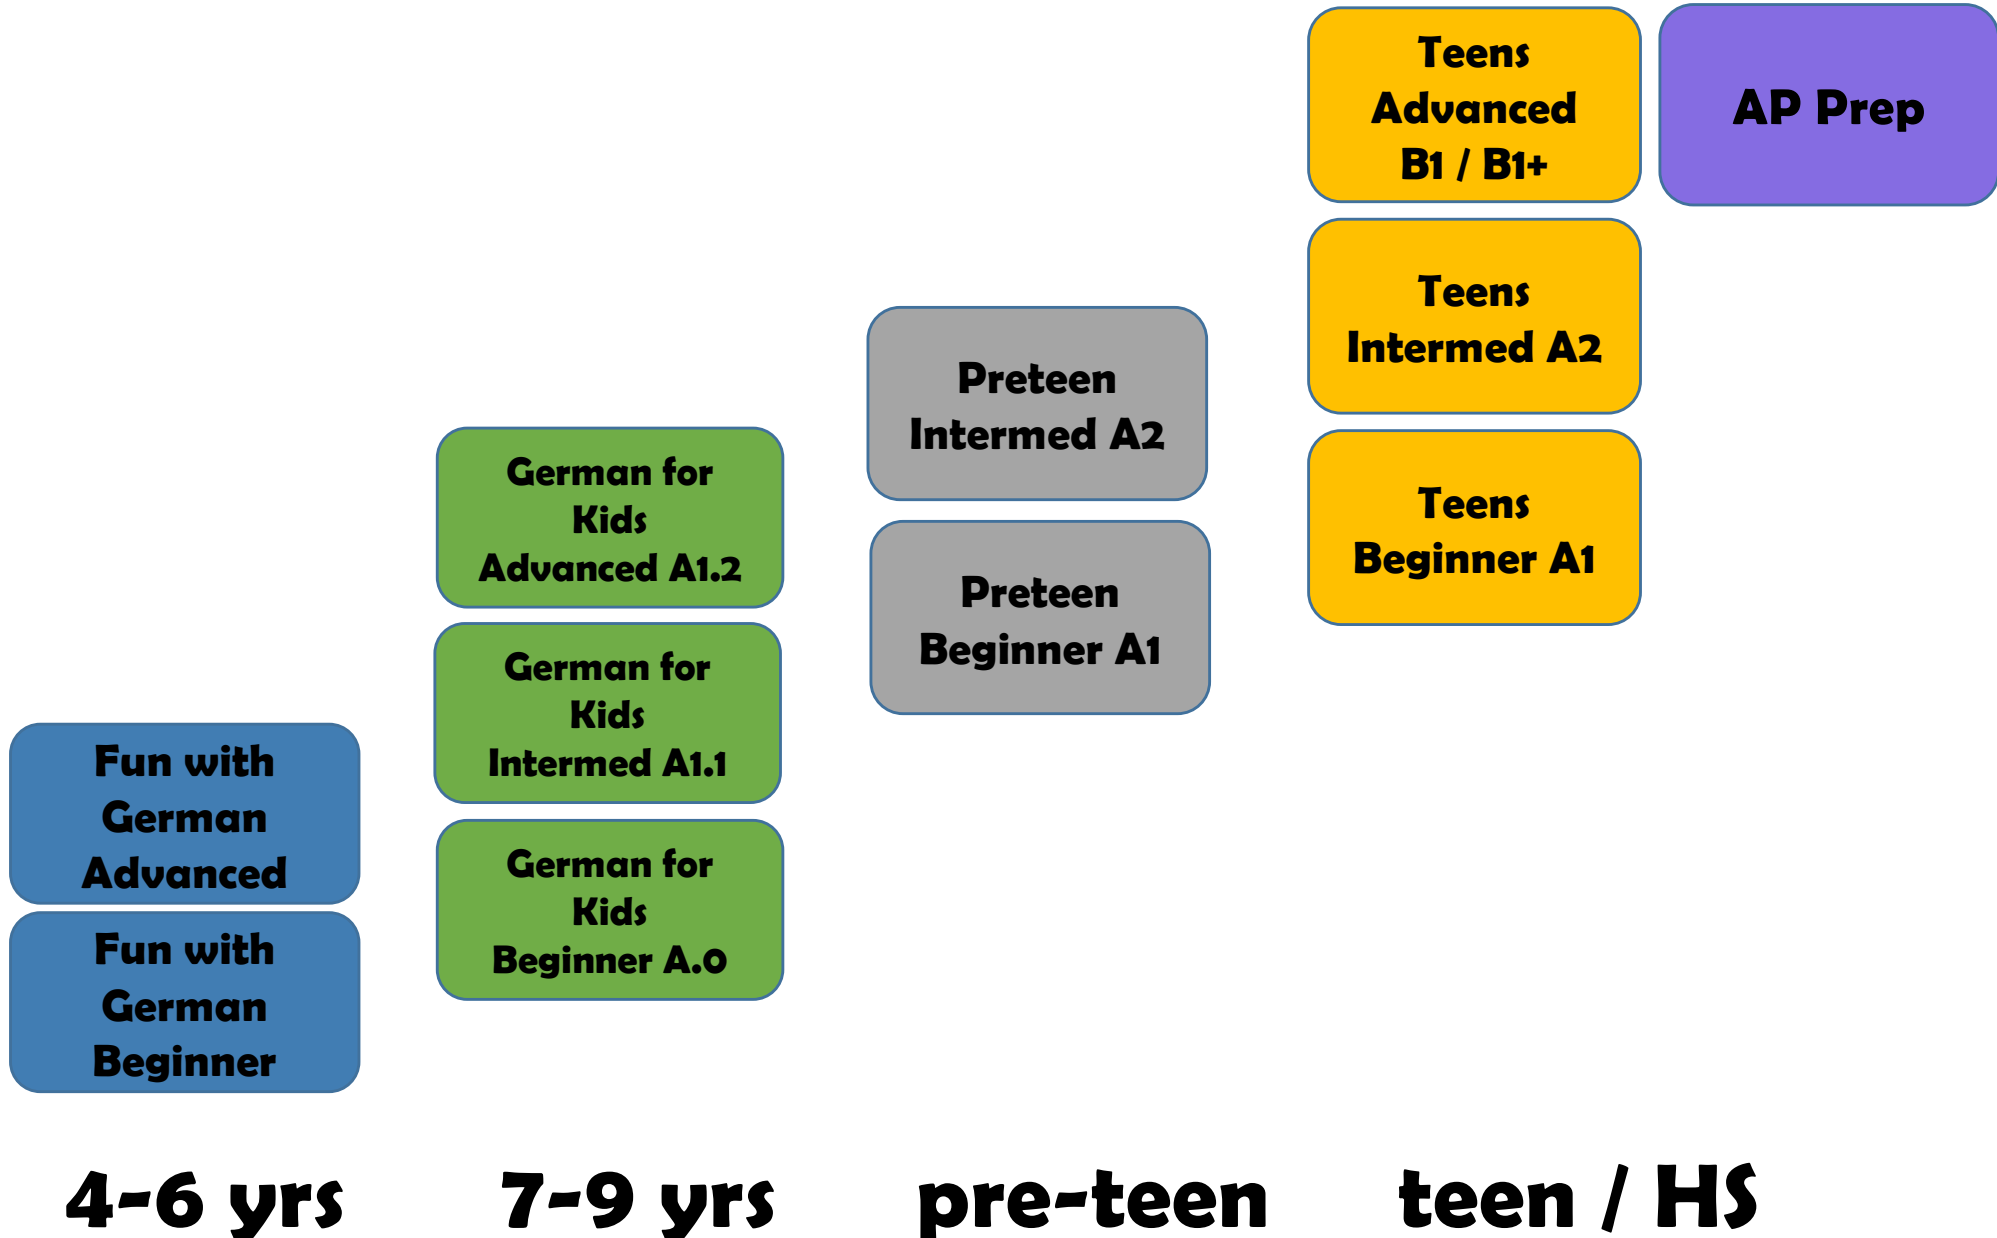 Teens
Advanced
B1 / B1+
AP Prep
Teens
Intermed A2
Preteen
Intermed A2
Teens
Beginner A1
German for
Kids
Advanced A1.2
Preteen
Beginner A1
German for
Kids
Intermed A1.1
Fun with
German
Advanced
German for
Kids
Beginner A.0
Fun with
German
Beginner
4-6 yrs
7-9 yrs
pre-teen
teen / HS